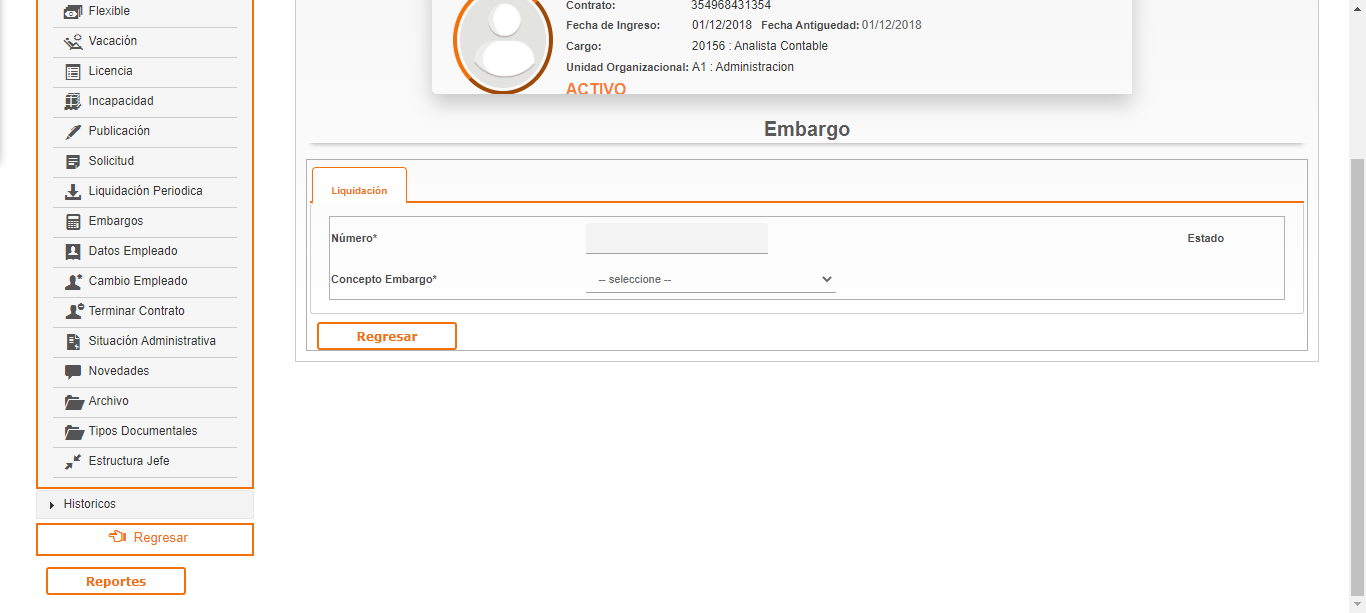 Flexible
Vacación
Licencia
Incapacidad
Publicación
Solicitud
Liquidación Periodica
Embargos
Datos Empleado
Cambio Empleado
Terminar Contrato
Situación Administrativa
Novedades
Archivo
Tipos Documentales
Estructura Jefe
Historicos
Regresar
Reportes
Contrato: 354968431354
Fecha de Ingreso: 01/12/2018 Fecha Antiguedad: 01/12/2018
Cargo: 20156 : Analista Contable
Unidad Organizacional: A1 : Administracion
ACTIVO
Embargo
Liquidación
Número* Estado
Concepto Embargo* -- seleccione --
Regresar